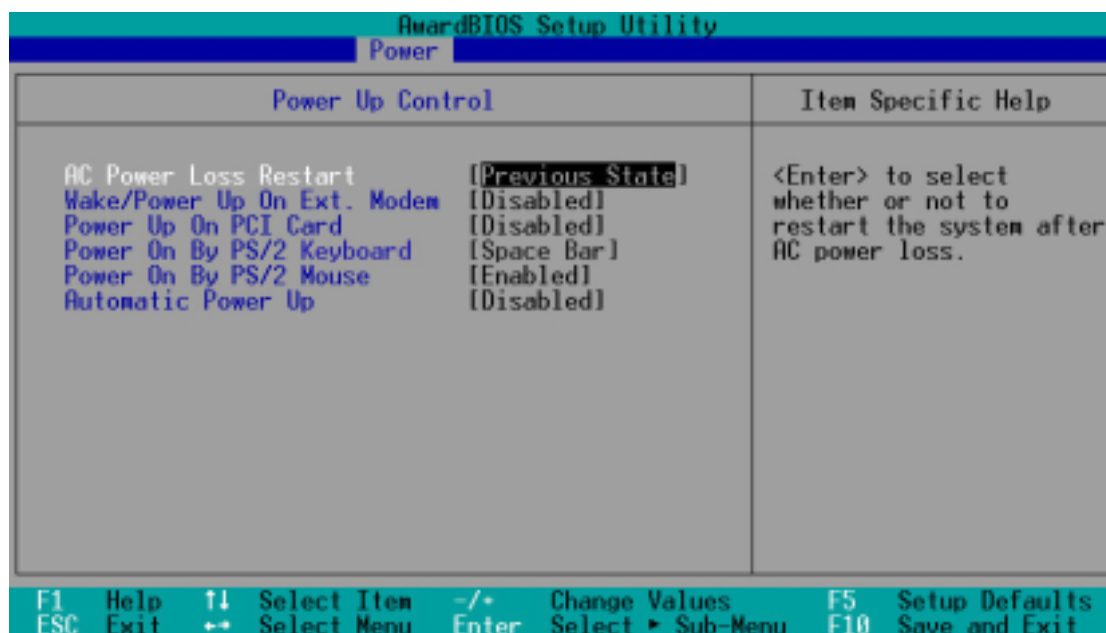 AwardBIOS Setup Utility
Power
Power Up Control
Item Specific Help
AC Power Loss Restart [Previous State]
Wake/Power Up On Ext. Modem [Disabled]
Power Up On PCI Card [Disabled]
Power On By PS/2 Keyboard [Space Bar]
Power On By PS/2 Mouse [Enabled]
Automatic Power Up [Disabled]
<Enter> to select
whether or not to
restart the system after
AC power loss.
F1 Help ↑↓ Select Item -/+ Change Values F5 Setup Defaults
ESC Exit ←→ Select Menu Enter Select ► Sub-Menu F10 Save and Exit